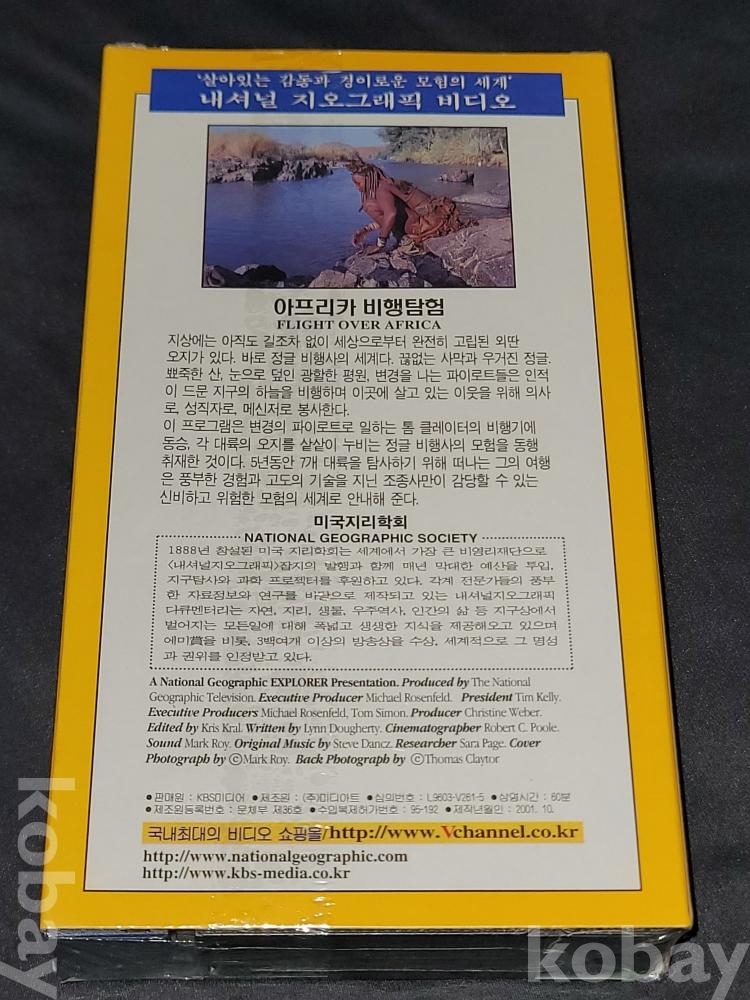 '살아있는 감동과 경이로운 모험의 세계'
내셔널 지오그래픽 비디오
아프리카 비행탐험
FLIGHT OVER AFRICA
지상에는 아직도 길조차 없이 세상으로부터 완전히 고립된 외딴
오지가 있다. 바로 정글 비행사의 세계다. 끊없는 사막과 우거진 정글.
뾰죽한 산, 눈으로 덮인 광할한 평원, 변경을 나는 파이로트들은 인적
이 드문 지구의 하늘을 비행하며 이곳에 살고 있는 이웃을 위해 의사
로, 성직자로, 메신저로 봉사한다.
이 프로그램은 변경의 파이로트로 일하는 톰 클레이터의 비행기에
동승, 각 대륙의 오지를 샅샅이 누비는 정글 비행사의 모험을 동행
취재한 것이다. 5년동안 7개 대륙을 탐사하기 위해 떠나는 그의 여행
은 풍부한 경험과 고도의 기술을 지닌 조종사만이 감당할 수 있는
신비하고 위험한 모험의 세계로 안내해 준다.
미국지리학회
NATIONAL GEOGRAPHIC SOCIETY
1888년 창설된 미국 지리학회는 세계에서 가장 큰 비영리재단으로
〈내셔널지오그래픽〉잡지의 발행과 함께 매년 막대한 예산을 투입,
지구탐사와 과학 프로젝터를 후원하고 있다. 각계 전문가들의 풍부
한 자료정보와 연구를 바탕으로 제작되고 있는 내셔널지오그래픽
다큐멘터리는 자연, 지리, 생물, 우주역사, 인간의 삶 등 지구상에서
벌어지는 모든일에 대해 폭넓고 생생한 지식을 제공해오고 있으며
에미賞을 비롯, 3백여개 이상의 방송상을 수상, 세계적으로 그 명성
과 권위를 인정받고 있다.
A National Geographic EXPLORER Presentation. Produced by The National
Geographic Television. Executive Producer Michael Rosenfeld. President Tim Kelly.
Executive Producers Michael Rosenfeld, Tom Simon. Producer Christine Weber.
Edited by Kris Kral. Written by Lynn Dougherty. Cinematographer Robert C. Poole.
Sound Mark Roy. Original Music by Steve Dancz. Researcher Sara Page. Cover
Photograph by ⓒMark Roy. Back Photograph by ⓒThomas Claytor
●판매원 : KBS미디어 ●제조원 : (주)미디아트 ●심의번호 : L9603-V261-5 ●상영시간 : 60분
●제조원등록번호 : 문체부 제36호 ●수입복제허가번호 : 95-192 ●제작년월인 : 2001. 10.
국내최대의 비디오 쇼핑몰/http://www.Vchannel.co.kr
http://www.nationalgeographic.com
http://www.kbs-media.co.kr
kobay
kobay